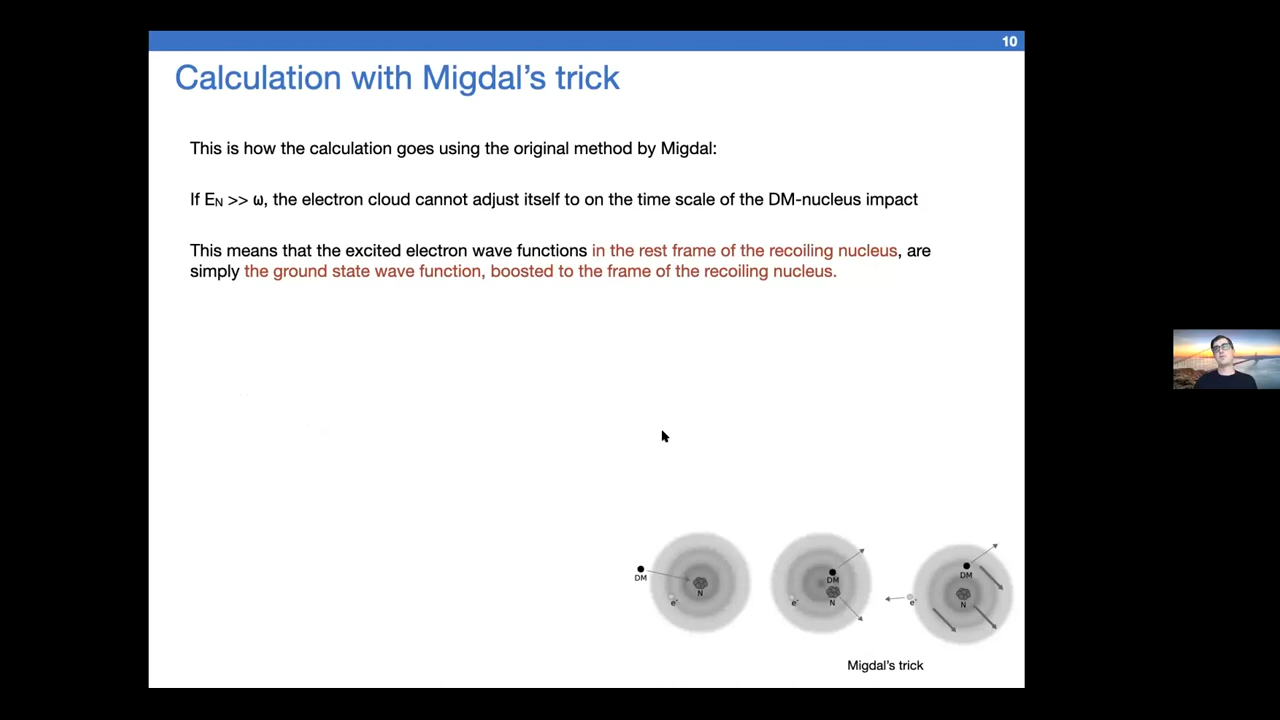 10
Calculation with Migdal's trick
This is how the calculation goes using the original method by Migdal:
If E_N >> ω, the electron cloud cannot adjust itself to on the time scale of the DM-nucleus impact
This means that the excited electron wave functions in the rest frame of the recoiling nucleus, are
simply the ground state wave function, boosted to the frame of the recoiling nucleus.
DM
N
e⁻
DM
N
e⁻
DM
N
e⁻
Migdal's trick